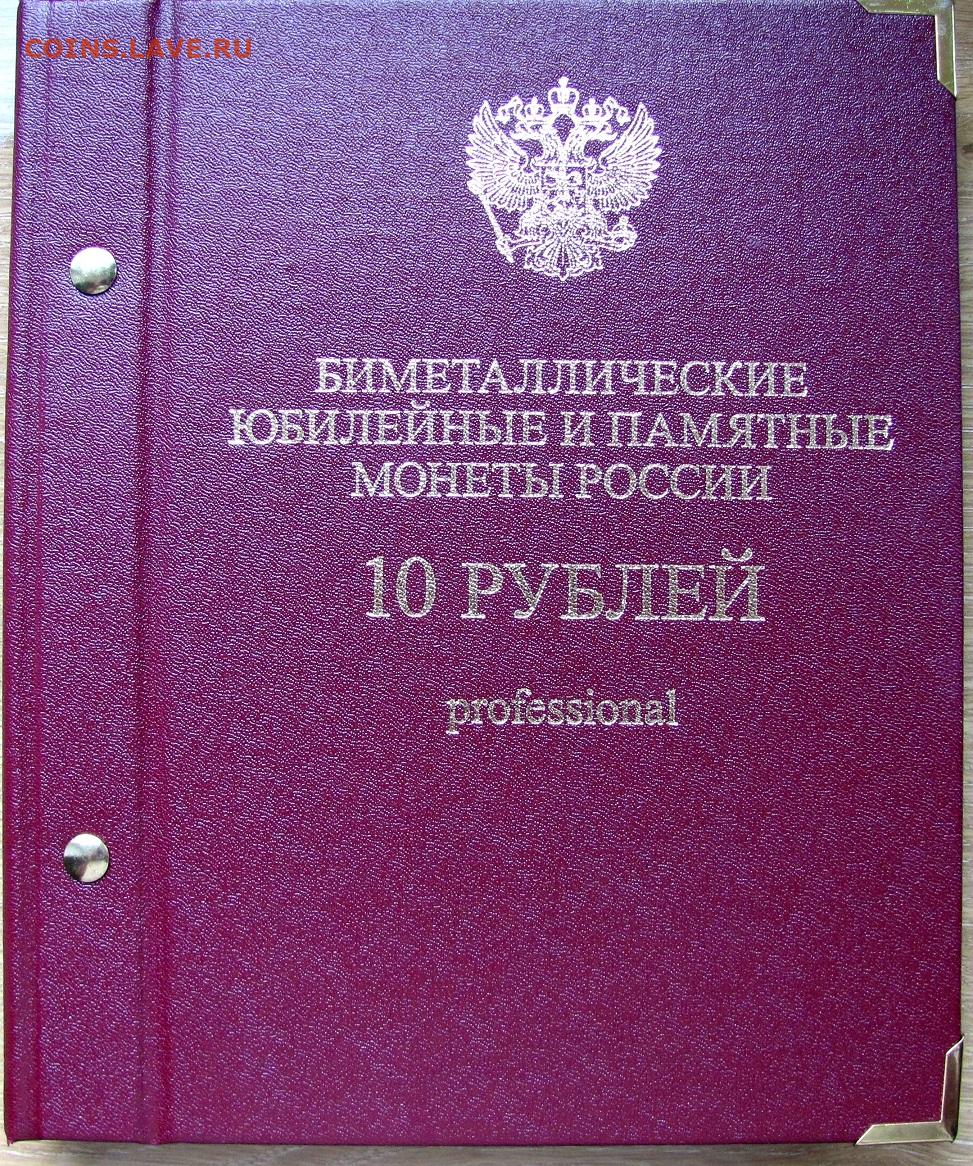 COINS.LAVE.RU
БИМЕТАЛЛИЧЕСКИЕ
ЮБИЛЕЙНЫЕ И ПАМЯТНЫЕ
МОНЕТЫ РОССИИ
10 РУБЛЕЙ
professional